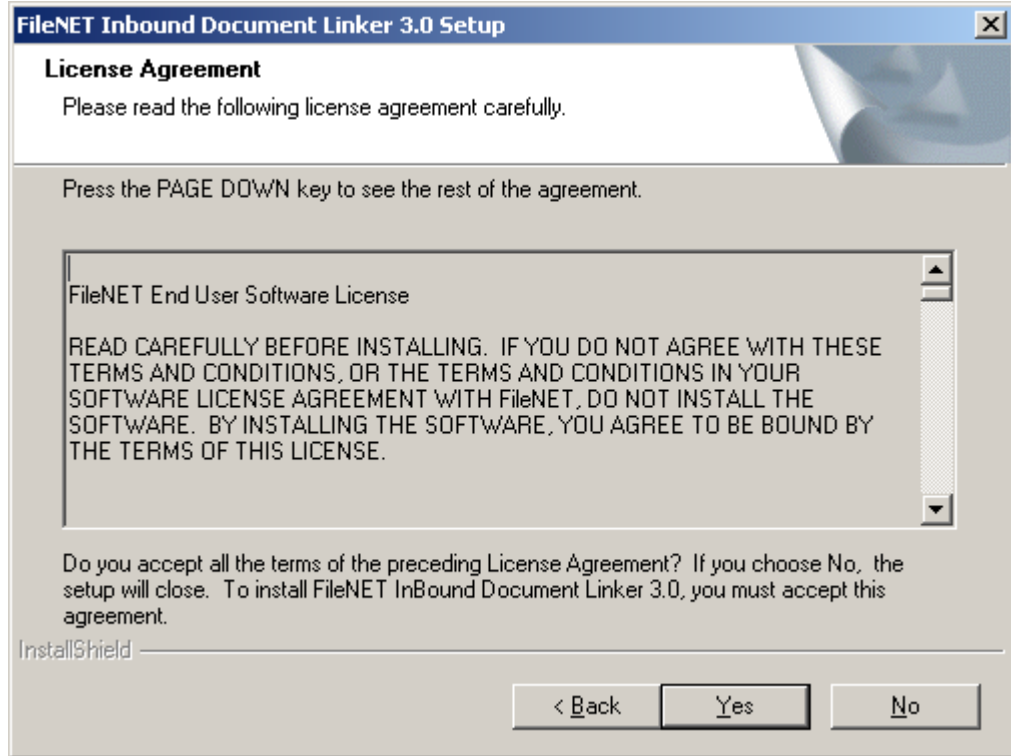 FileNET Inbound Document Linker 3.0 Setup
License Agreement
Please read the following license agreement carefully.
Press the PAGE DOWN key to see the rest of the agreement.
FileNET End User Software License
READ CAREFULLY BEFORE INSTALLING.  IF YOU DO NOT AGREE WITH THESE
TERMS AND CONDITIONS, OR THE TERMS AND CONDITIONS IN YOUR
SOFTWARE LICENSE AGREEMENT WITH FileNET, DO NOT INSTALL THE
SOFTWARE.  BY INSTALLING THE SOFTWARE, YOU AGREE TO BE BOUND BY
THE TERMS OF THIS LICENSE.
Do you accept all the terms of the preceding License Agreement?  If you choose No,  the
setup will close.  To install FileNET InBound Document Linker 3.0, you must accept this
agreement.
InstallShield
< Back Yes No